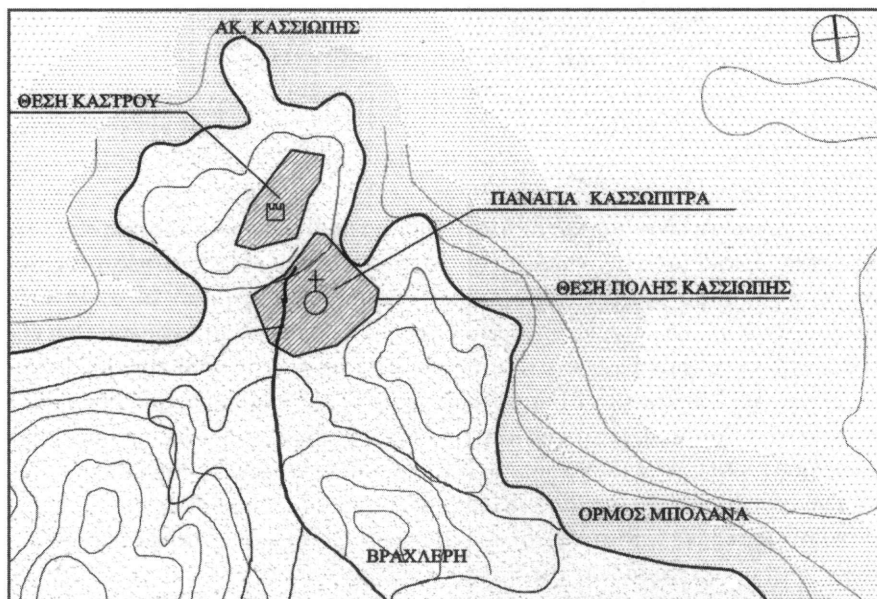 ΑΚ. ΚΑΣΣΙΩΠΗΣ
ΘΕΣΗ ΚΑΣΤΡΟΥ
ΠΑΝΑΓΙΑ ΚΑΣΣΩΠΙΤΡΑ
ΘΕΣΗ ΠΟΛΗΣ ΚΑΣΣΙΩΠΗΣ
ΟΡΜΟΣ ΜΠΟΛΑΝΑ
ΒΡΑΧΛΕΡΗ